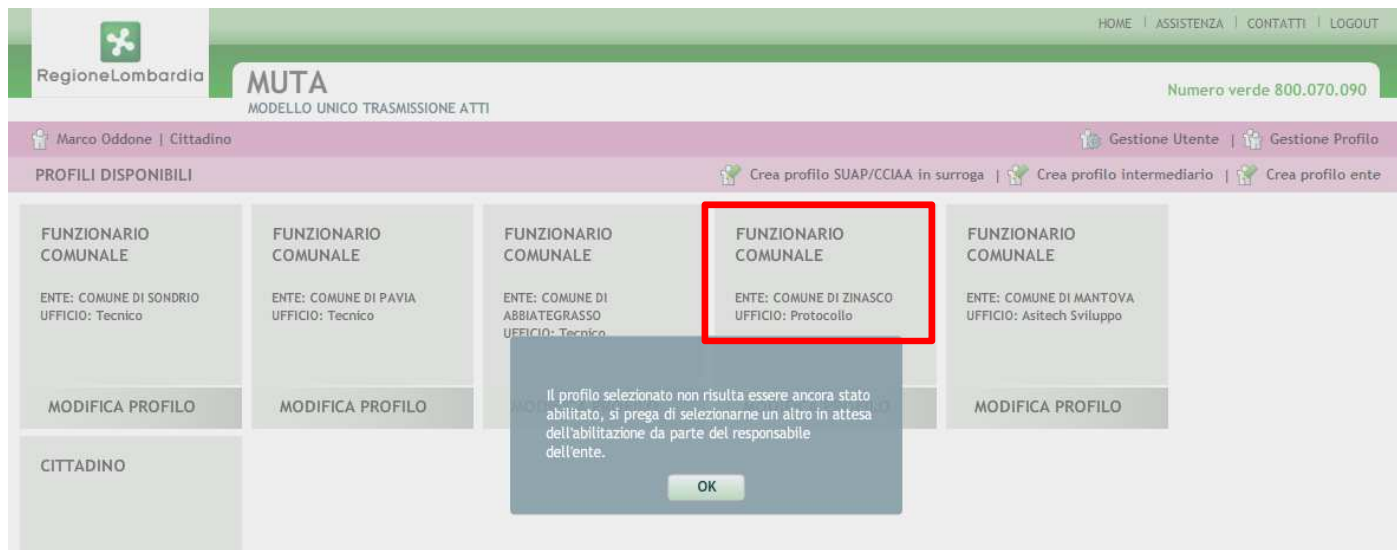 HOME | ASSISTENZA | CONTATTI | LOGOUT
RegioneLombardia
MUTA
MODELLO UNICO TRASMISSIONE ATTI
Numero verde 800.070.090
Marco Oddone | Cittadino
Gestione Utente | Gestione Profilo
PROFILI DISPONIBILI
Crea profilo SUAP/CCIAA in surroga | Crea profilo intermediario | Crea profilo ente
FUNZIONARIO
COMUNALE
ENTE: COMUNE DI SONDRIO
UFFICIO: Tecnico
MODIFICA PROFILO
FUNZIONARIO
COMUNALE
ENTE: COMUNE DI PAVIA
UFFICIO: Tecnico
MODIFICA PROFILO
FUNZIONARIO
COMUNALE
ENTE: COMUNE DI
ABBIATEGRASSO
UFFICIO: Tecnico
FUNZIONARIO
COMUNALE
ENTE: COMUNE DI ZINASCO
UFFICIO: Protocollo
FUNZIONARIO
COMUNALE
ENTE: COMUNE DI MANTOVA
UFFICIO: Asitech Sviluppo
MODIFICA PROFILO
Il profilo selezionato non risulta essere ancora stato
abilitato, si prega di selezionarne un altro in attesa
dell'abilitazione da parte del responsabile
dell'ente.
OK
CITTADINO